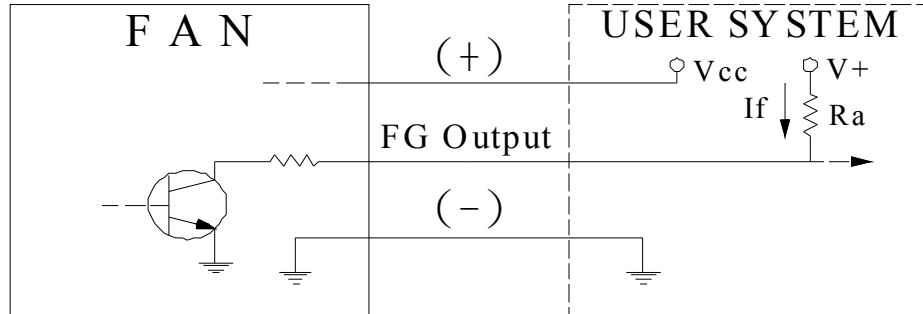 F A N
USER SYSTEM
(+)
Vcc
V+
If
Ra
FG Output
(-)